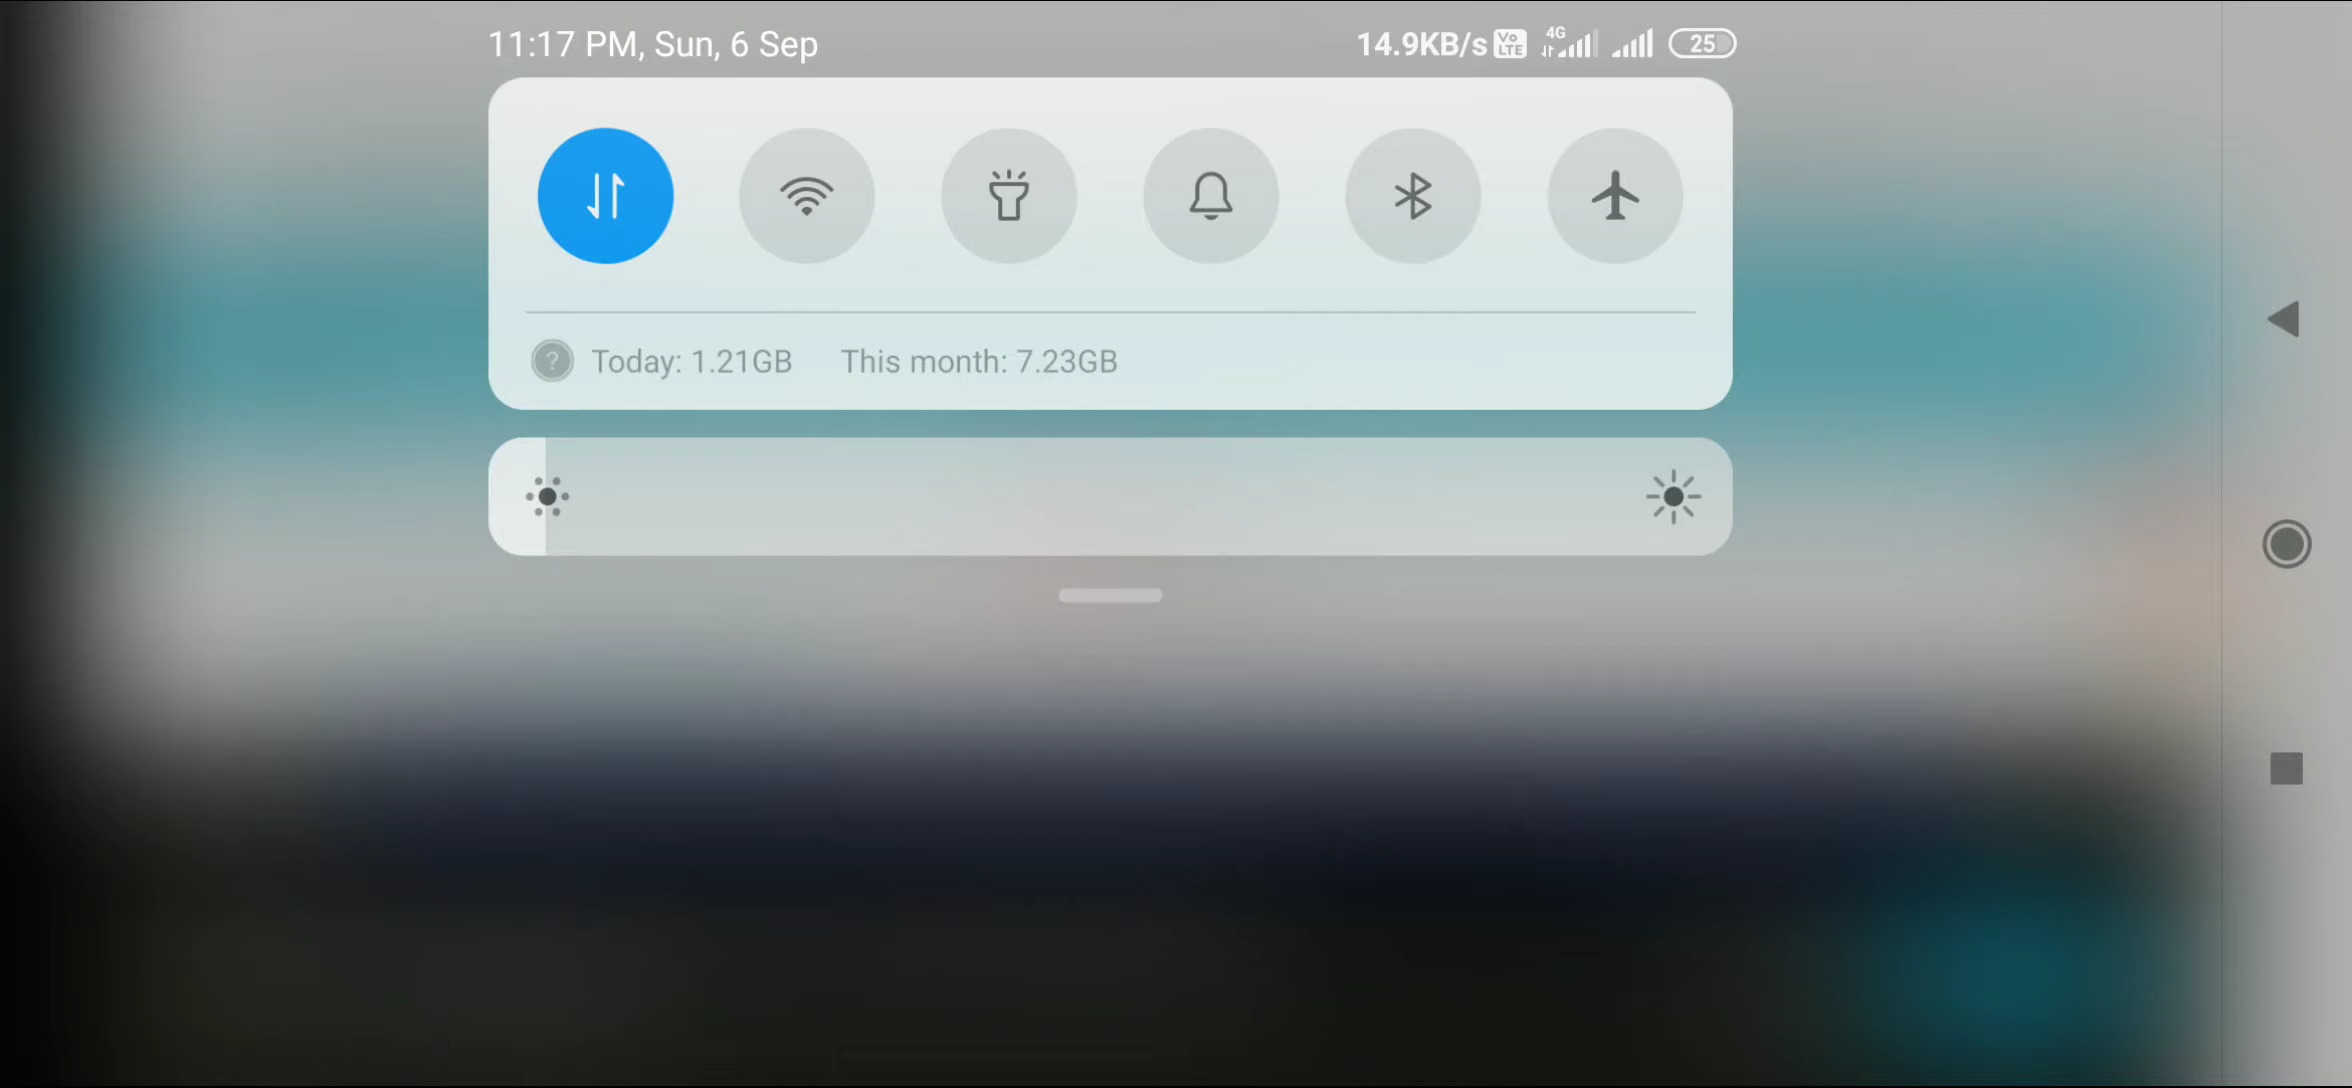 11:17 PM, Sun, 6 Sep
14.9KB/s Vo LTE 4G 25
? Today: 1.21GB This month: 7.23GB